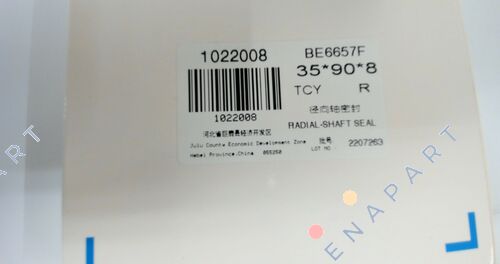 1022008
BE6657F
35*90*8
TCY R
1022008
径向轴密封
RADIAL-SHAFT SEAL
河北省巨鹿县经济开发区
Julu County Economic Development Zone
Hebei Province,China 055250
批号
LOT NO
2207263
ENAPART
PART